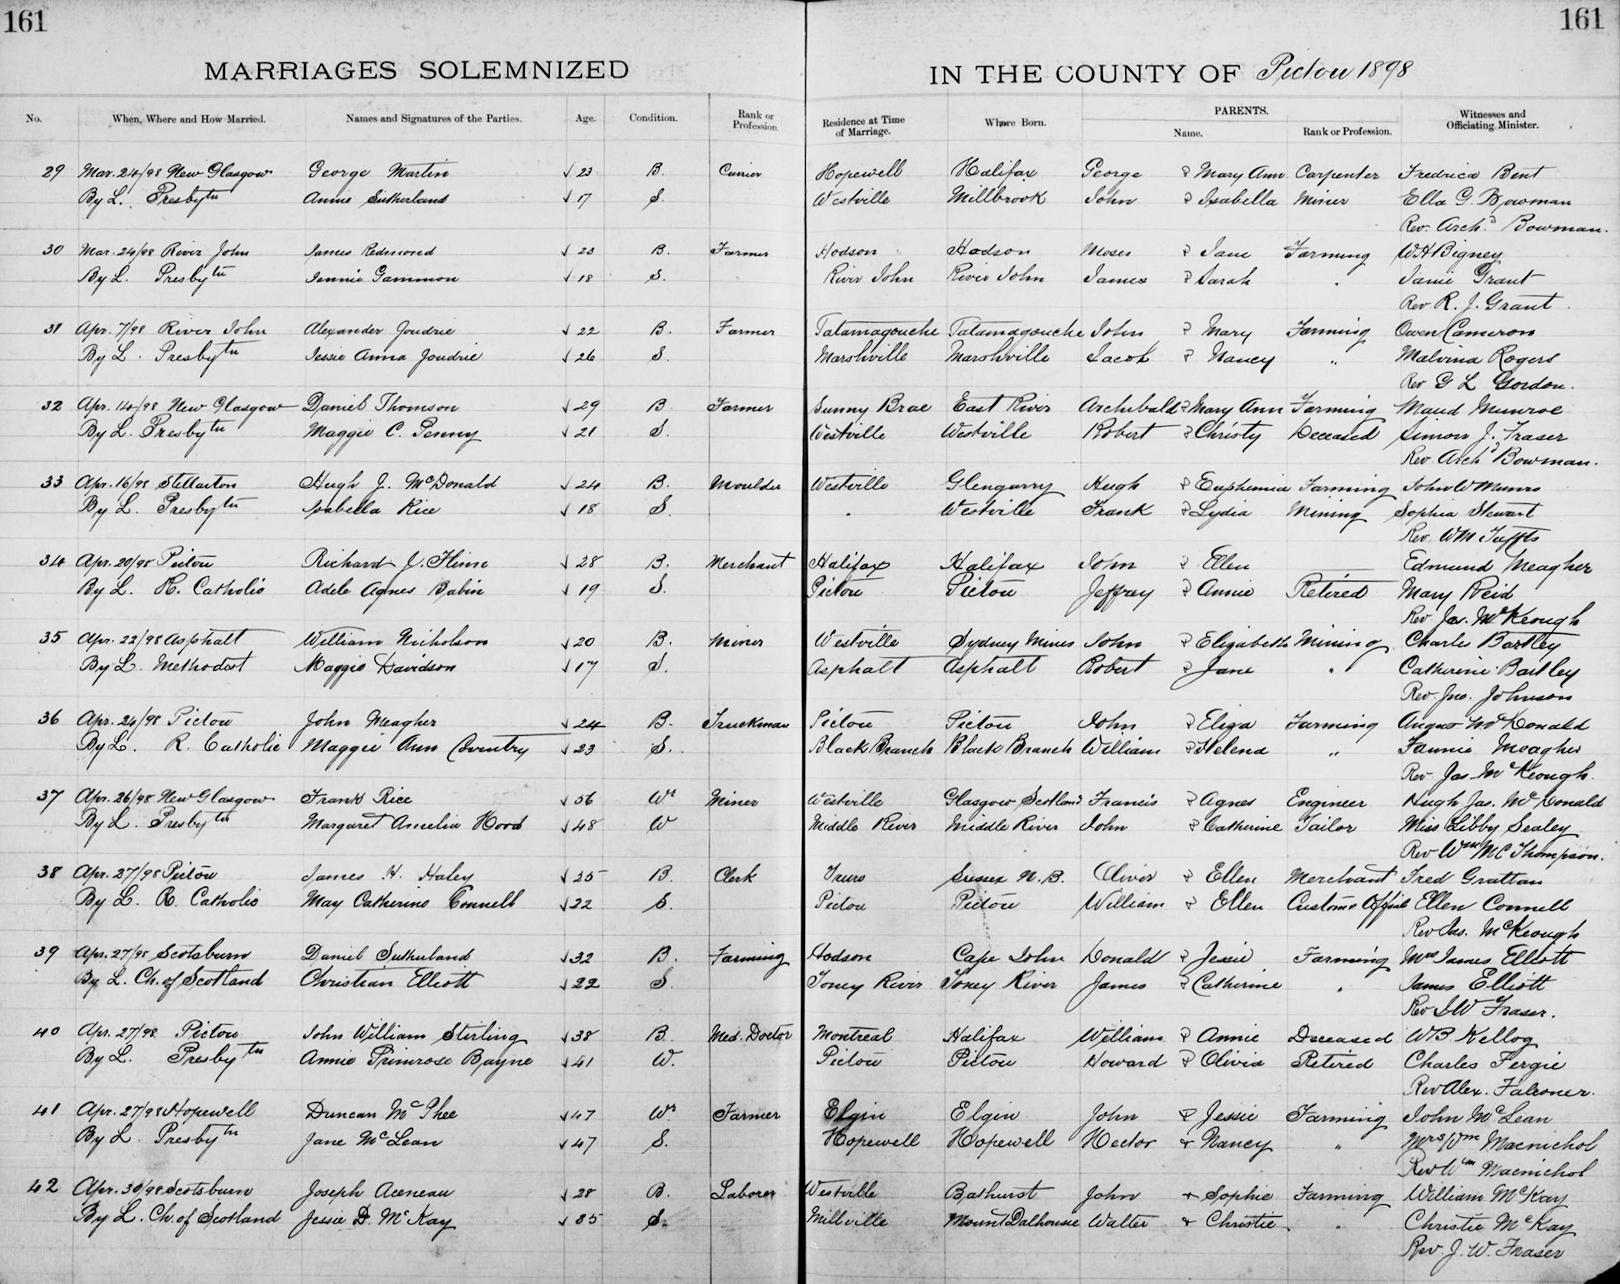 161 161
MARRIAGES SOLEMNIZED IN THE COUNTY OF Pictou 1898
No. When, Where and How Married. Names and Signatures of the Parties. Age. Condition. Rank or Profession. Residence at Time of Marriage. Where Born. PARENTS. Name. Rank or Profession. Witnesses and Officiating Minister.
29 Mar. 24/98 New Glasgow George Martin √ 23 B. Currier Hopewell Halifax George & Mary Ann Carpenter Fredrica Bent
By L. Presbytn Annie Sutherland √ 17 S. Westville Millbrook John & Isabella Miner Ella G. Bowman
Rev. Archd Bowman.
30 Mar. 24/98 River John James Redmond √ 23 B. Farmer Hodson Hodson Moses & Jane Farming W H Bigney
By L. Presbytn Jennie Gammon √ 18 S. River John River John James & Sarah " Janie Grant
Rev R. J. Grant.
31 Apr. 7/98 River John Alexander Joudrie √ 22 B. Farmer Tatamagouche Tatamagouche John & Mary Farming Owen Cameron
By L. Presbytn Jessie Anna Joudrie √ 26 S. Marshville Marshville Jacob & Nancy " Malvina Rogers
Rev G L Gordon.
32 Apr. 14/98 New Glasgow Daniel Thomson √ 29 B. Farmer Sunny Brae East River Archibald & Mary Ann Farming Maud Munroe
By L. Presbytn Maggie C. Penny √ 21 S. Westville Westville Robert & Christy Deceased Simon J. Fraser
Rev Archd Bowman.
33 Apr. 16/98 Stellarton Hugh J. McDonald √ 24 B. Moulder Westville Glengarry Hugh & Euphemia Farming John W Munro
By L. Presbytn Isabella Rice √ 18 S. " Westville Frank & Lydia Mining Sophia Stewart
Rev. WM Tuffts
34 Apr. 20/98 Pictou Richard J. Flinn √ 28 B. Merchant Halifax Halifax John & Ellen — Edmund Meagher
By L. R. Catholic Adele Agnes Babin √ 19 S. Pictou Pictou Jeffrey & Annie Retired Mary Reid
Rev. Jas. McKeough
35 Apr. 22/98 Asphalt William Nicholson √ 20 B. Miner Westville Sydney Mines John & Elizabeth Mining Charles Bartley
By L. Methodist Maggie Davidson √ 17 S. Asphalt Asphalt Robert & Jane " Catherine Bartley
Rev. Jno. Johnson
36 Apr. 24/98 Pictou John Meagher √ 24 B. Truckman Pictou Pictou John & Eliza Farming Angus McDonald
By L. R. Catholic Maggie Ann Coventry √ 23 S. Black Branch Black Branch William & Helena " Fannie Meagher
Rev Jas McKeough.
37 Apr. 26/98 New Glasgow Frank Rice √ 56 Wr Miner Westville Glasgow Scotland Francis & Agnes Engineer Hugh Jas. McDonald
By L. Presbytn Margaret Amelia Hood √ 48 W Middle River Middle River John & Catherine Tailor Miss Libby Sealey
Rev Wm McThompson.
38 Apr. 27/98 Pictou James H. Haley √ 25 B. Clerk Truro Sussex N.B. Oliver & Ellen Merchant Fred Grattan
By L. R. Catholic May Catherine Connell √ 22 S. Pictou Pictou William & Ellen Customs Official Ellen Connell
Rev Jas. McKeough
39 Apr. 27/98 Scotsburn Daniel Sutherland √ 32 B. Farming Hodson Cape John Donald & Jessie Farming Mrs James Elliott
By L. Ch. of Scotland Christian Elliott √ 22 S. Toney River Toney River James & Catherine " James Elliott
Rev J W Fraser.
40 Apr. 27/98 Pictou John William Stirling √ 38 B. Med. Doctor Montreal Halifax William & Annie Deceased W B Kellog
By L. Presbytn Annie Primrose Bayne √ 41 W. Pictou Pictou Howard & Olivia Retired Charles Fergie
Rev Alex. Falconer.
41 Apr. 27/98 Hopewell Duncan McPhee √ 47 Wr Farmer Elgin Elgin John & Jessie Farming John McLean
By L. Presbytn Jane McLean √ 47 S. Hopewell Hopewell Hector & Nancy " Mrs Wm Macnichol
Rev Wm Macnichol
42 Apr. 30/98 Scotsburn Joseph Aceneau √ 28 B. Laborer Westville Bathurst John & Sophie Farming William McKay
By L. Ch. of Scotland Jessie D. McKay √ 35 S. Millville Mount Dalhousie Walter & Christie " Christie McKay
Rev. J. W. Fraser